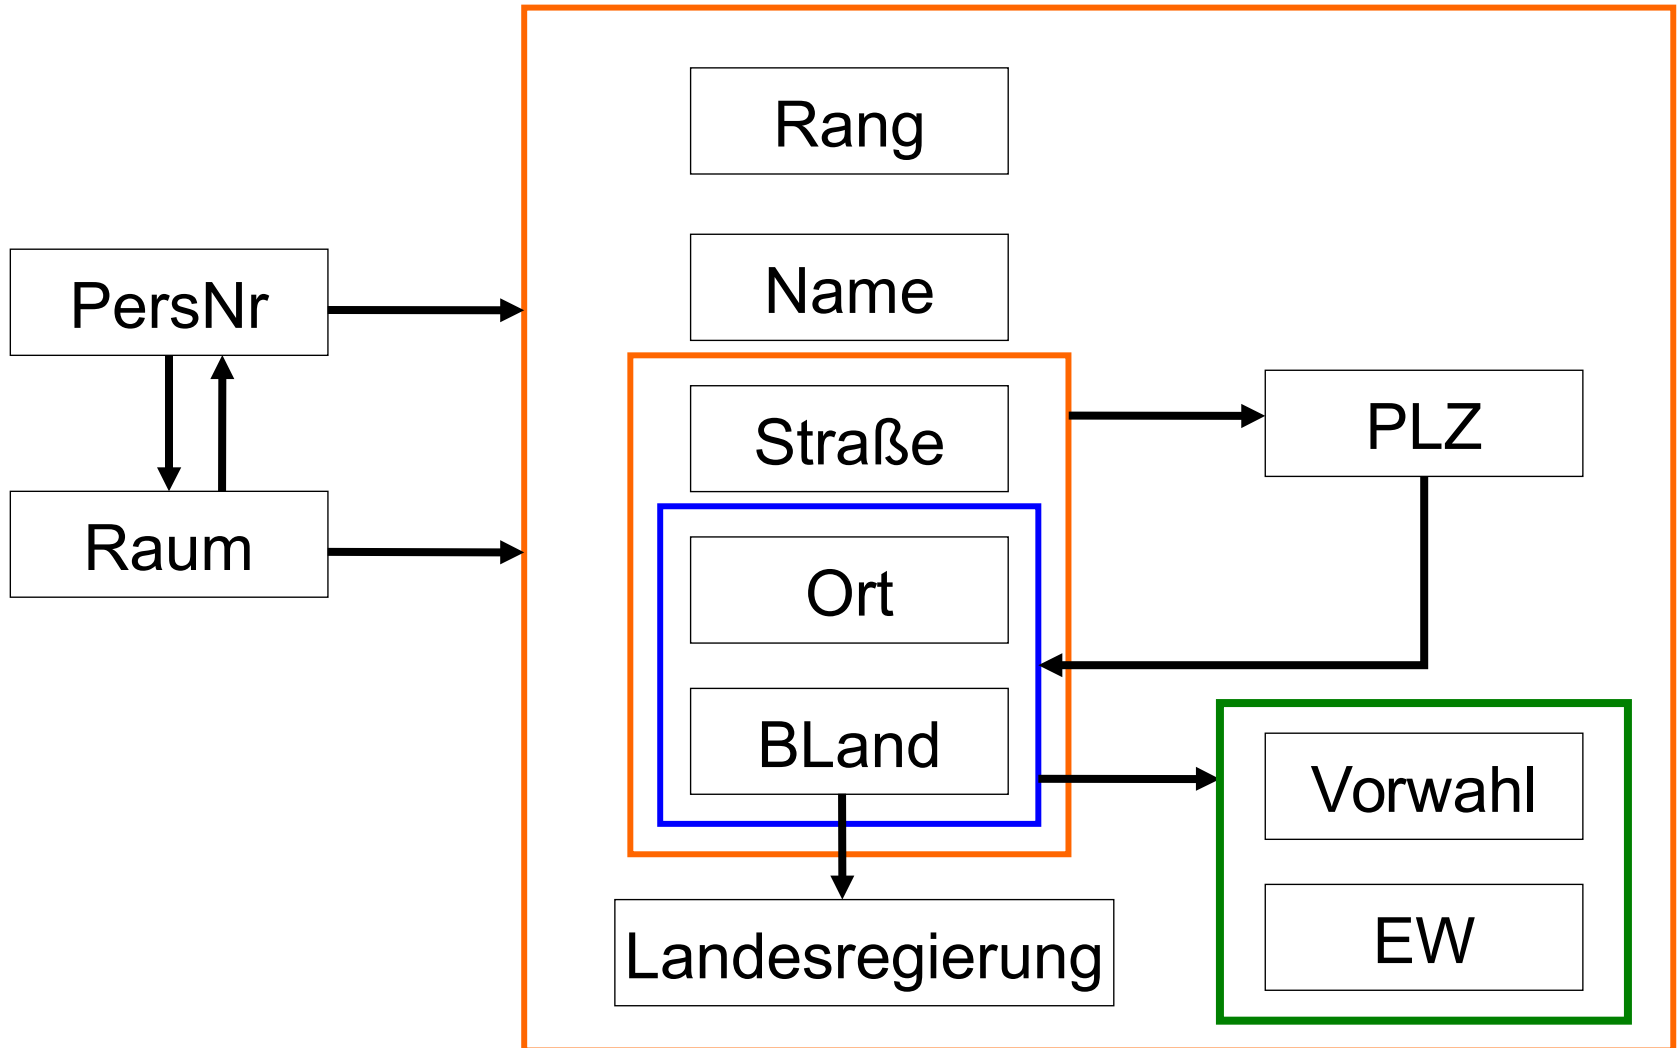 Rang
Name
PersNr
Straße
PLZ
Raum
Ort
BLand
Vorwahl
EW
Landesregierung